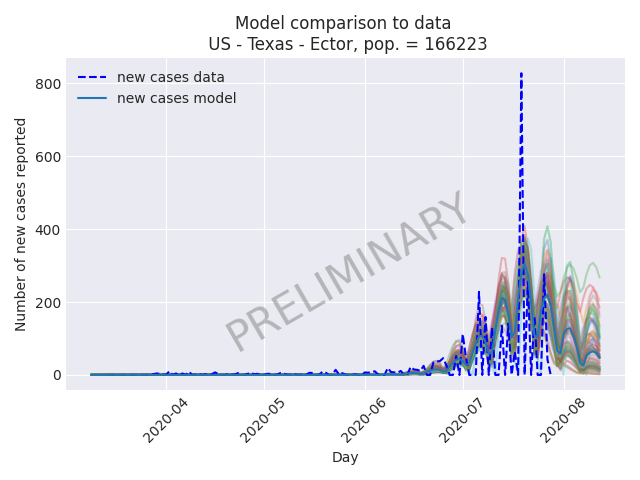 Model comparison to data
US - Texas - Ector, pop. = 166223
new cases data
new cases model
800
600
400
200
0
Number of new cases reported
PRELIMINARY
2020-04
2020-05
2020-06
2020-07
2020-08
Day